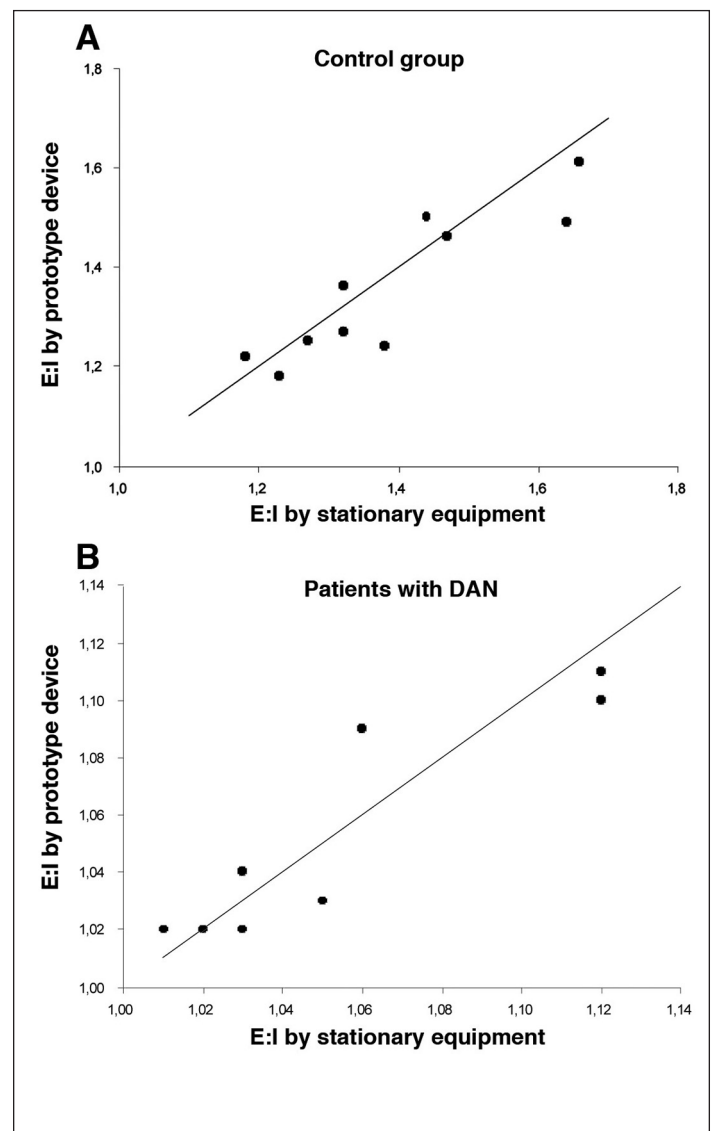 A
Control group
1,8
1,6
1,4
1,2
1,0
E:I by prototype device
1,0 1,2 1,4 1,6 1,8
E:I by stationary equipment
B
Patients with DAN
1,14
1,12
1,10
1,08
1,06
1,04
1,02
1,00
E:I by prototype device
1,00 1,02 1,04 1,06 1,08 1,10 1,12 1,14
E:I by stationary equipment